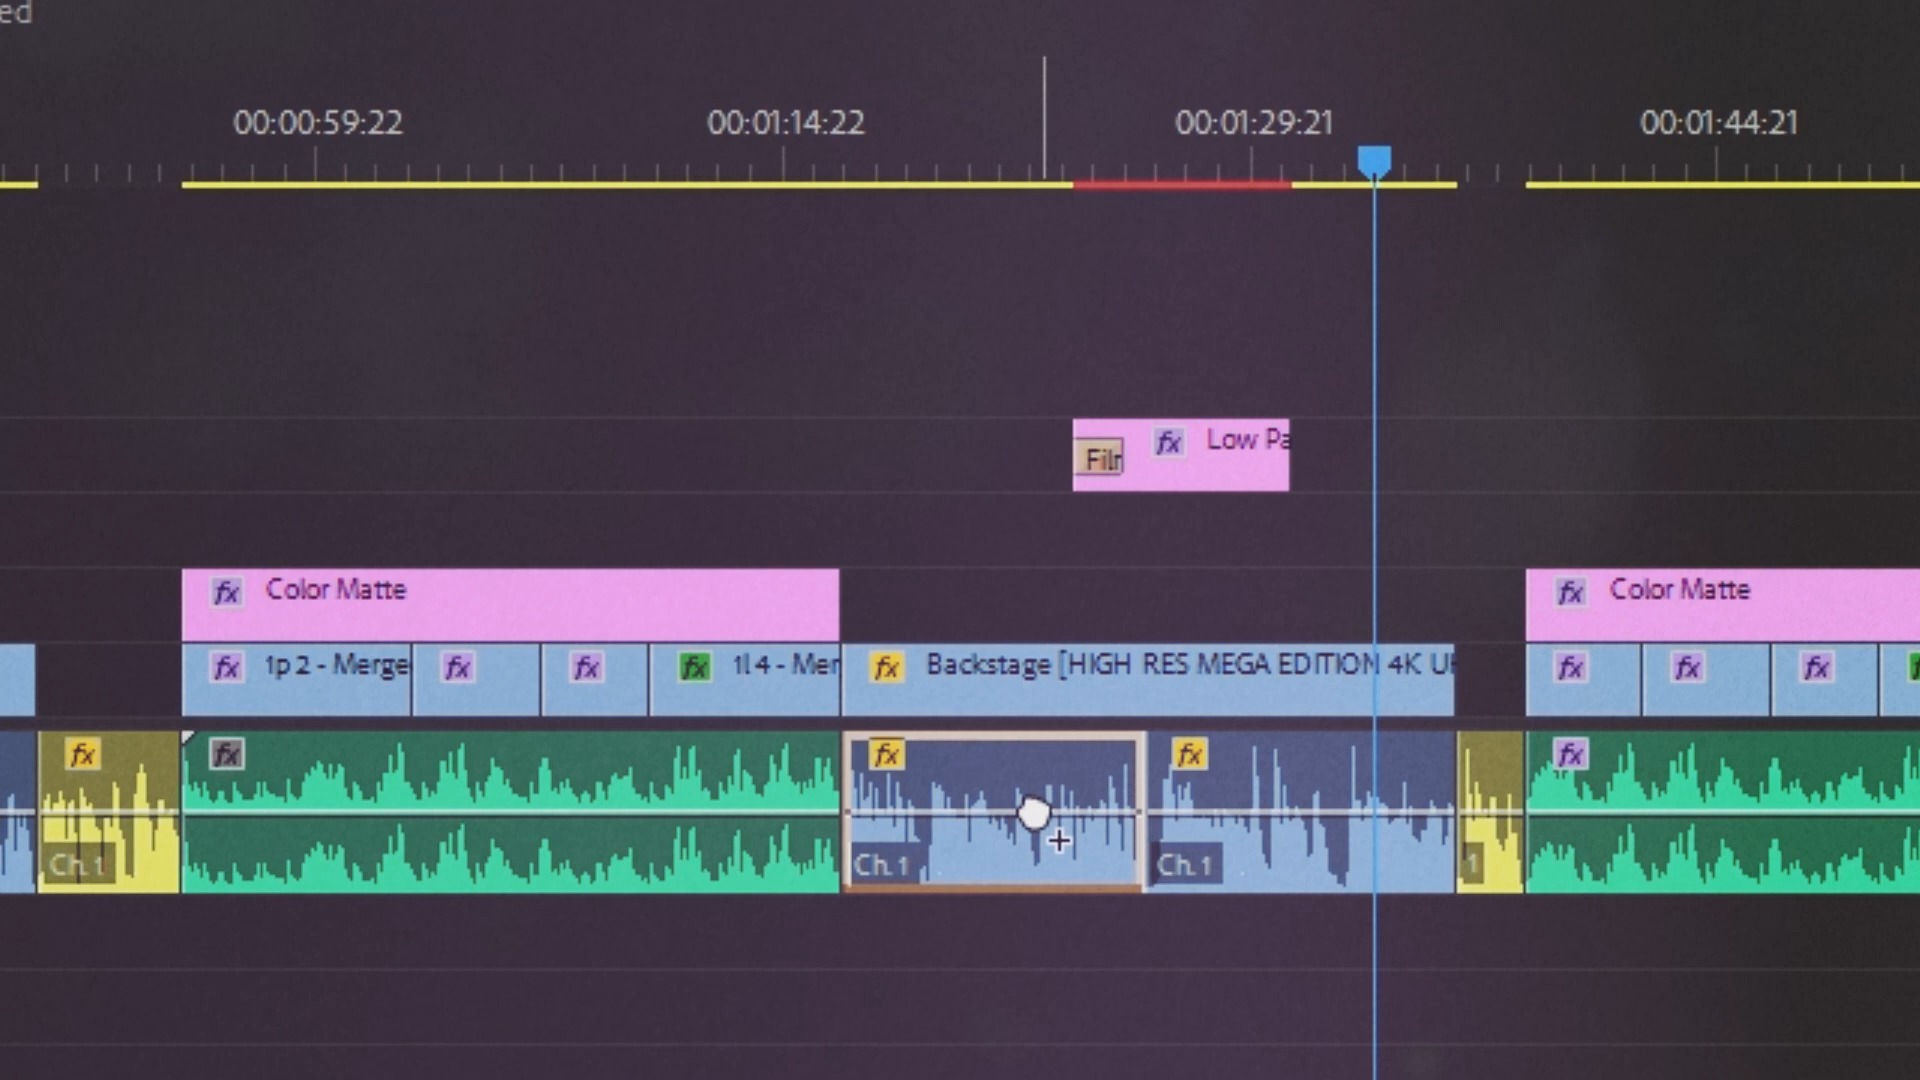 ed
00:00:59:22
00:01:14:22
00:01:29:21
00:01:44:21
Film
fx Low Pa
fx Color Matte
fx Color Matte
fx 1p 2 - Merge
fx
fx
fx 1l 4 - Mer
fx Backstage [HIGH RES MEGA EDITION 4K U
fx
fx
fx
fx
fx
fx
fx
fx
Ch. 1
Ch. 1
Ch. 1
1